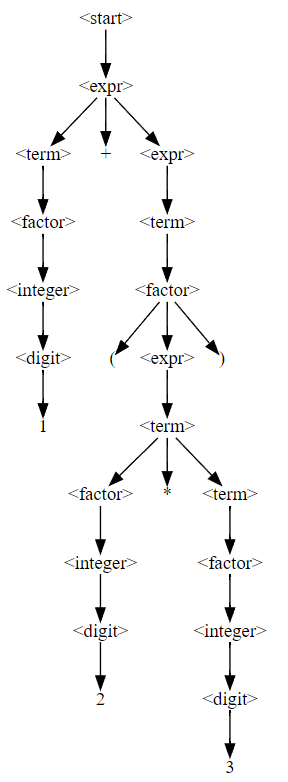 <start>
<expr>
<term> + <expr>
<factor> <term>
<integer> <factor>
<digit> ( <expr> )
1 <term>
<factor> * <term>
<integer> <factor>
<digit> <integer>
2 <digit>
3